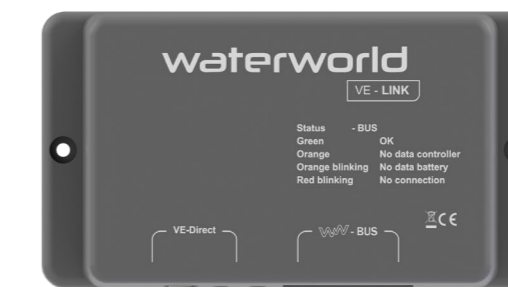 waterworld
VE - LINK
Status - BUS
Green OK
Orange No data controller
Orange blinking No data battery
Red blinking No connection
CE
VE-Direct
WW - BUS